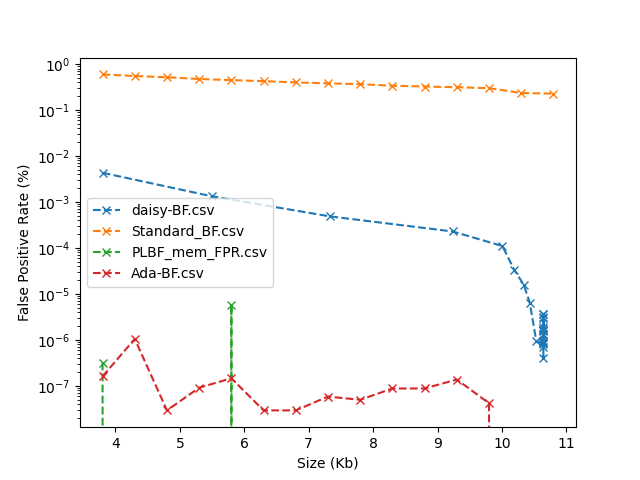 10⁰
10⁻¹
10⁻²
10⁻³
10⁻⁴
10⁻⁵
10⁻⁶
10⁻⁷
False Positive Rate (%)
daisy-BF.csv
Standard_BF.csv
PLBF_mem_FPR.csv
Ada-BF.csv
4 5 6 7 8 9 10 11
Size (Kb)